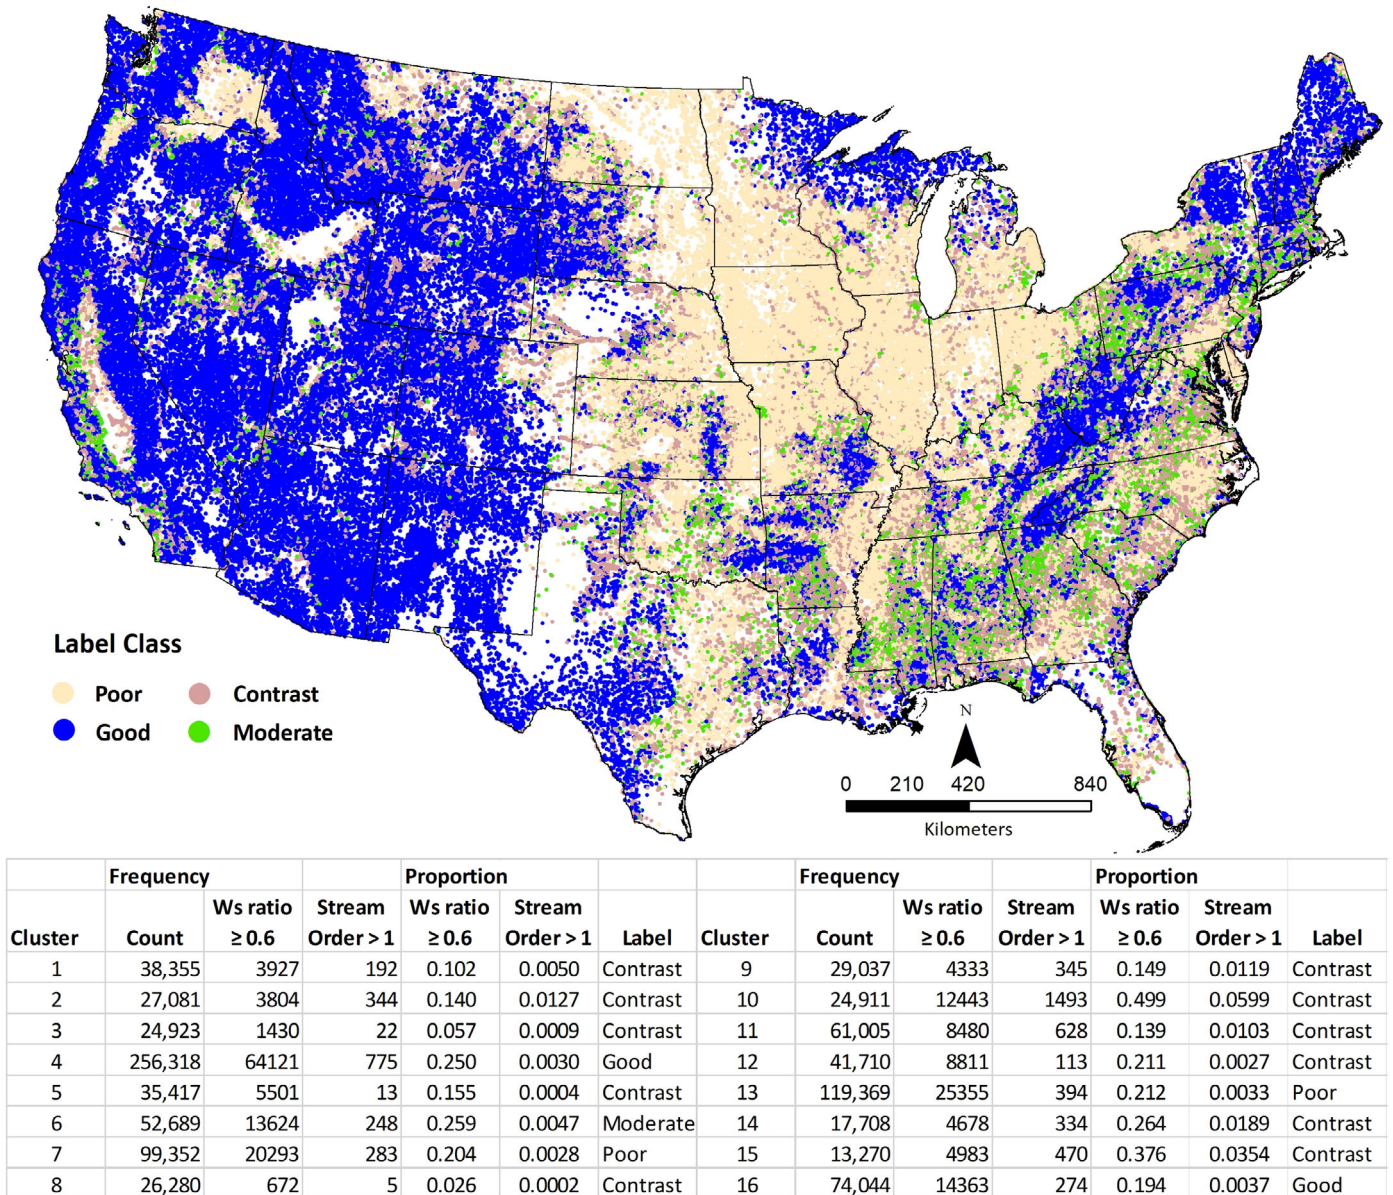 Label Class
Poor Contrast
Good Moderate
N
0 210 420 840
Kilometers
Frequency Proportion Frequency Proportion
Ws ratio Stream Ws ratio Stream Ws ratio Stream Ws ratio Stream
Cluster Count ≥ 0.6 Order > 1 ≥ 0.6 Order > 1 Label Cluster Count ≥ 0.6 Order > 1 ≥ 0.6 Order > 1 Label
1 38,355 3927 192 0.102 0.0050 Contrast 9 29,037 4333 345 0.149 0.0119 Contrast
2 27,081 3804 344 0.140 0.0127 Contrast 10 24,911 12443 1493 0.499 0.0599 Contrast
3 24,923 1430 22 0.057 0.0009 Contrast 11 61,005 8480 628 0.139 0.0103 Contrast
4 256,318 64121 775 0.250 0.0030 Good 12 41,710 8811 113 0.211 0.0027 Contrast
5 35,417 5501 13 0.155 0.0004 Contrast 13 119,369 25355 394 0.212 0.0033 Poor
6 52,689 13624 248 0.259 0.0047 Moderate 14 17,708 4678 334 0.264 0.0189 Contrast
7 99,352 20293 283 0.204 0.0028 Poor 15 13,270 4983 470 0.376 0.0354 Contrast
8 26,280 672 5 0.026 0.0002 Contrast 16 74,044 14363 274 0.194 0.0037 Good